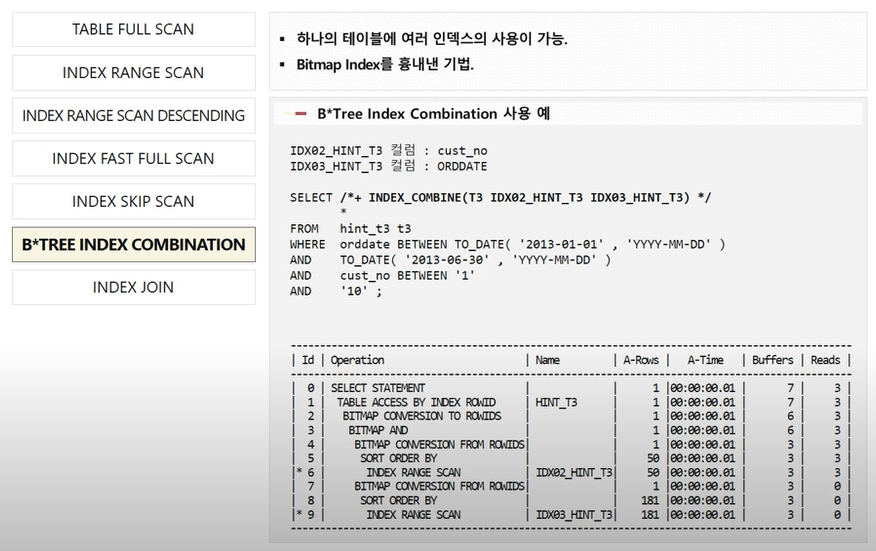 TABLE FULL SCAN
INDEX RANGE SCAN
INDEX RANGE SCAN DESCENDING
INDEX FAST FULL SCAN
INDEX SKIP SCAN
B*TREE INDEX COMBINATION
INDEX JOIN
▪ 하나의 테이블에 여러 인덱스의 사용이 가능.
▪ Bitmap Index를 흉내낸 기법.
B*Tree Index Combination 사용 예
IDX02_HINT_T3 컬럼 : cust_no
IDX03_HINT_T3 컬럼 : ORDDATE
SELECT /*+ INDEX_COMBINE(T3 IDX02_HINT_T3 IDX03_HINT_T3) */
*
FROM hint_t3 t3
WHERE orddate BETWEEN TO_DATE( '2013-01-01' , 'YYYY-MM-DD' )
AND TO_DATE( '2013-06-30' , 'YYYY-MM-DD' )
AND cust_no BETWEEN '1'
AND '10' ;
| Id | Operation | Name | A-Rows | A-Time | Buffers | Reads |
| 0 | SELECT STATEMENT | | 1 |00:00:00.01 | 7 | 3 |
| 1 | TABLE ACCESS BY INDEX ROWID | HINT_T3 | 1 |00:00:00.01 | 7 | 3 |
| 2 | BITMAP CONVERSION TO ROWIDS | | 1 |00:00:00.01 | 6 | 3 |
| 3 | BITMAP AND | | 1 |00:00:00.01 | 6 | 3 |
| 4 | BITMAP CONVERSION FROM ROWIDS| | 1 |00:00:00.01 | 3 | 3 |
| 5 | SORT ORDER BY | | 50 |00:00:00.01 | 3 | 3 |
|* 6 | INDEX RANGE SCAN | IDX02_HINT_T3| 50 |00:00:00.01 | 3 | 3 |
| 7 | BITMAP CONVERSION FROM ROWIDS| | 1 |00:00:00.01 | 3 | 0 |
| 8 | SORT ORDER BY | | 181 |00:00:00.01 | 3 | 0 |
|* 9 | INDEX RANGE SCAN | IDX03_HINT_T3| 181 |00:00:00.01 | 3 | 0 |